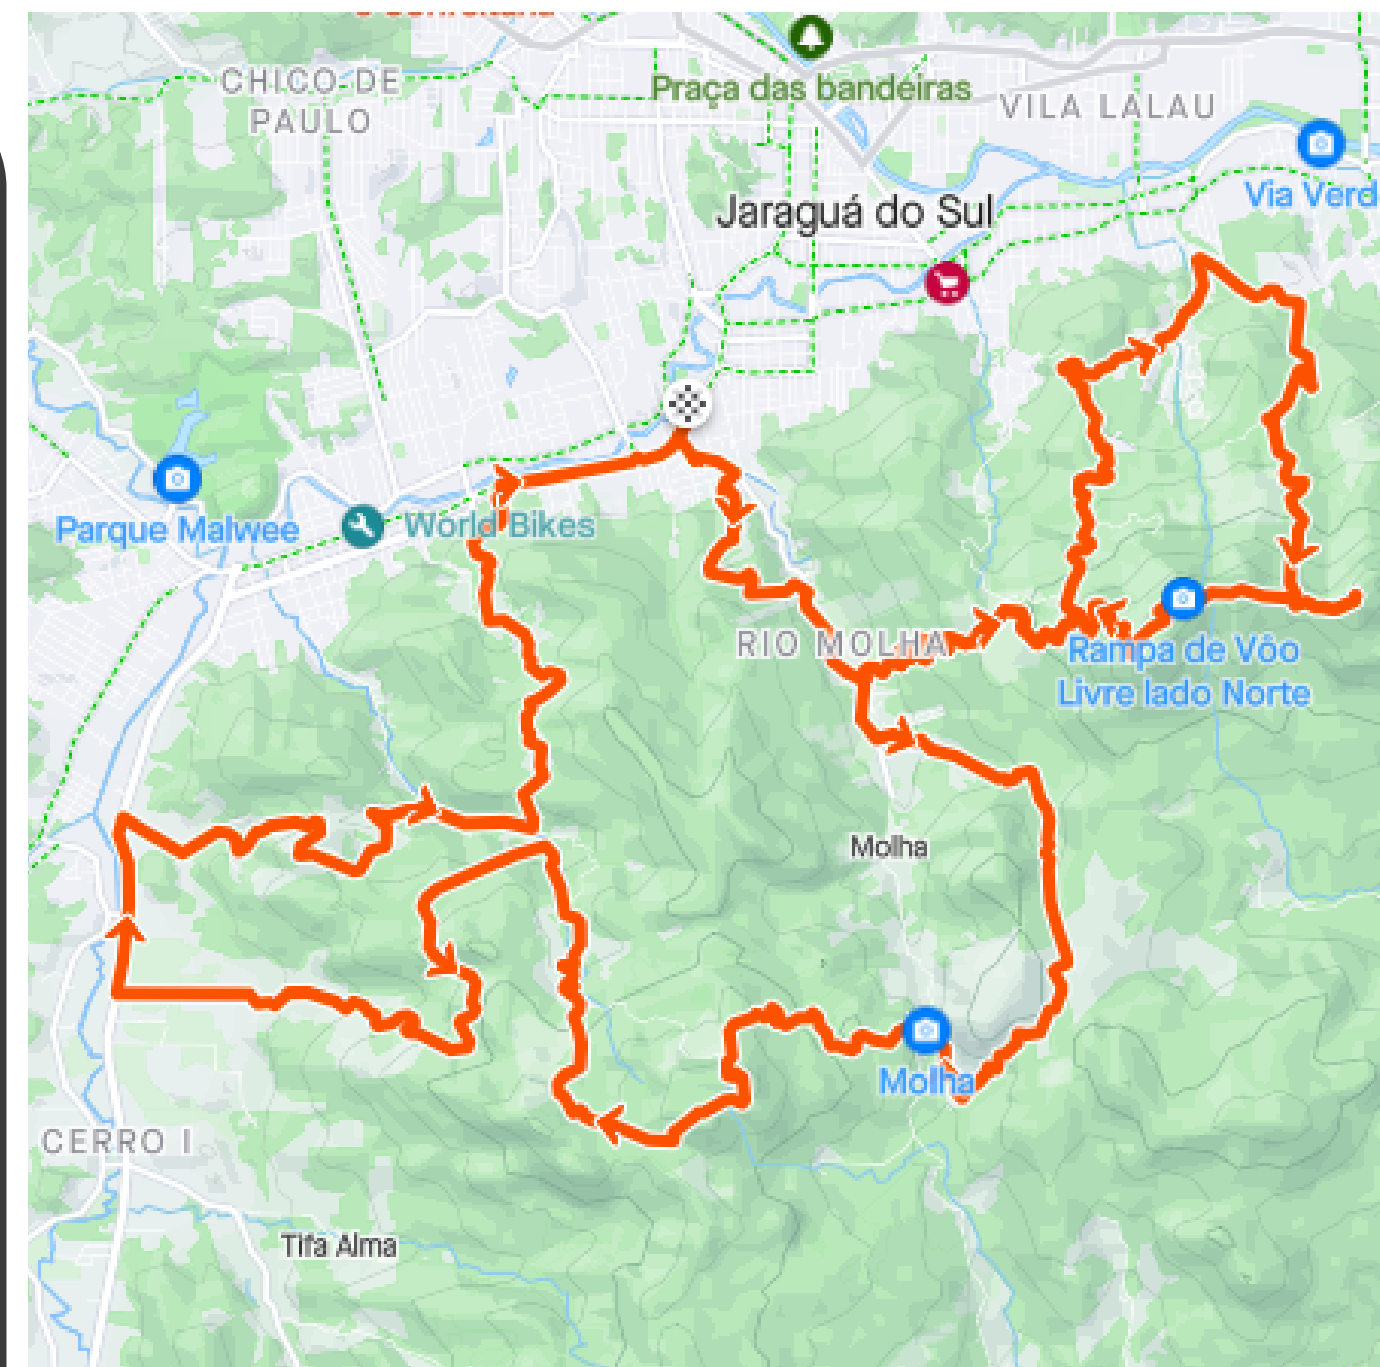 CHICO DE
PAULO
Praça das bandeiras
VILA LALAU
Via Verd
Jaraguá do Sul
Parque Malwee
World Bikes
RIO MOLHA
Rampa de Vôo
Livre lado Norte
Molha
Molha
CERRO I
Tifa Alma